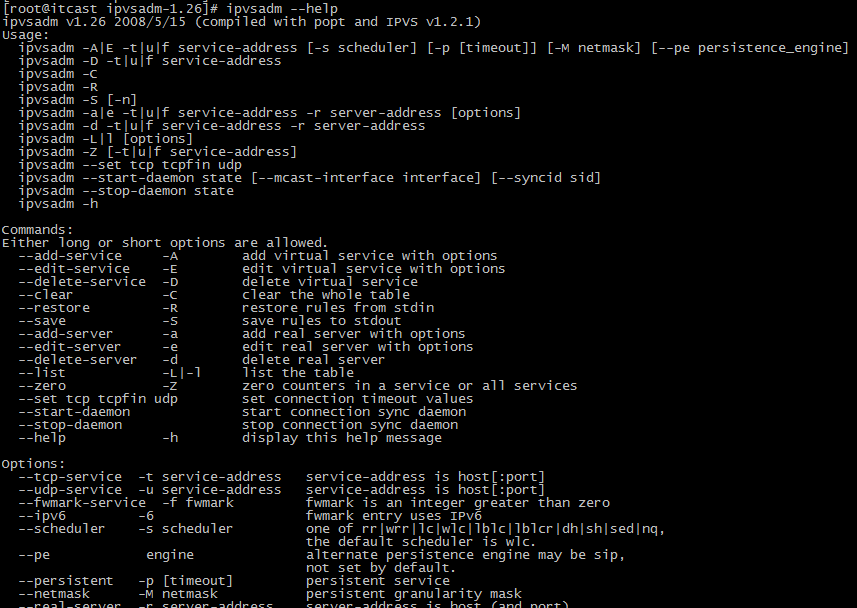 [root@itcast ipvsadm-1.26]# ipvsadm --help
ipvsadm v1.26 2008/5/15 (compiled with popt and IPVS v1.2.1)
Usage:
  ipvsadm -A|E -t|u|f service-address [-s scheduler] [-p [timeout]] [-M netmask] [--pe persistence_engine]
  ipvsadm -D -t|u|f service-address
  ipvsadm -C
  ipvsadm -R
  ipvsadm -S [-n]
  ipvsadm -a|e -t|u|f service-address -r server-address [options]
  ipvsadm -d -t|u|f service-address -r server-address
  ipvsadm -L|l [options]
  ipvsadm -Z [-t|u|f service-address]
  ipvsadm --set tcp tcpfin udp
  ipvsadm --start-daemon state [--mcast-interface interface] [--syncid sid]
  ipvsadm --stop-daemon state
  ipvsadm -h

Commands:
Either long or short options are allowed.
  --add-service     -A        add virtual service with options
  --edit-service    -E        edit virtual service with options
  --delete-service  -D        delete virtual service
  --clear           -C        clear the whole table
  --restore         -R        restore rules from stdin
  --save            -S        save rules to stdout
  --add-server      -a        add real server with options
  --edit-server     -e        edit real server with options
  --delete-server   -d        delete real server
  --list            -L|-l     list the table
  --zero            -Z        zero counters in a service or all services
  --set tcp tcpfin udp        set connection timeout values
  --start-daemon              start connection sync daemon
  --stop-daemon               stop connection sync daemon
  --help            -h        display this help message

Options:
  --tcp-service  -t service-address   service-address is host[:port]
  --udp-service  -u service-address   service-address is host[:port]
  --fwmark-service -f fwmark         fwmark is an integer greater than zero
  --ipv6         -6                   fwmark entry uses IPv6
  --scheduler    -s scheduler         one of rr|wrr|lc|wlc|lblc|lblcr|dh|sh|sed|nq,
                                      the default scheduler is wlc.
  --pe            engine              alternate persistence engine may be sip,
                                      not set by default.
  --persistent   -p [timeout]         persistent service
  --netmask      -M netmask           persistent granularity mask
  --real-server  -r server-address    server-address is host (and port)